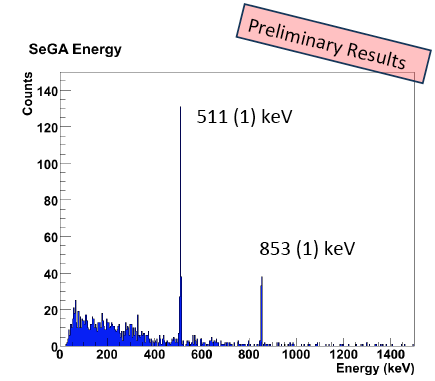 Preliminary Results
SeGA Energy
Counts
140
120
100
80
60
40
20
0
511 (1) keV
853 (1) keV
0 200 400 600 800 1000 1200 1400
Energy (keV)